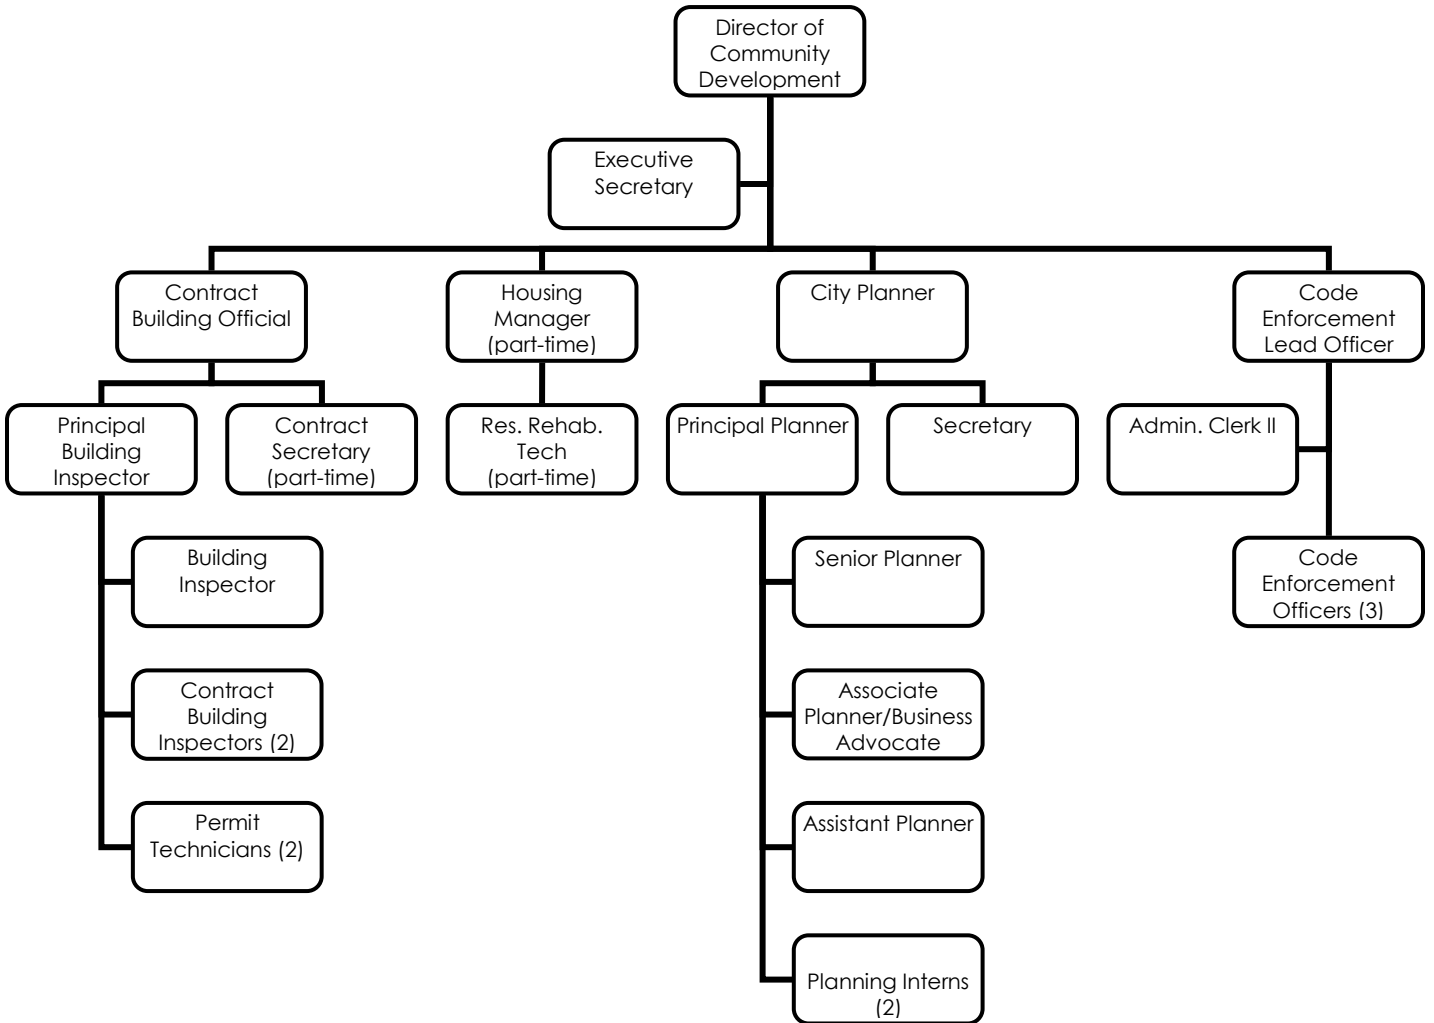 Director of
Community
Development
Executive
Secretary
Contract
Building Official
Housing
Manager
(part-time)
City Planner
Code
Enforcement
Lead Officer
Principal
Building
Inspector
Contract
Secretary
(part-time)
Res. Rehab.
Tech
(part-time)
Principal Planner
Secretary
Admin. Clerk II
Building
Inspector
Senior Planner
Code
Enforcement
Officers (3)
Contract
Building
Inspectors (2)
Associate
Planner/Business
Advocate
Permit
Technicians (2)
Assistant Planner
Planning Interns
(2)